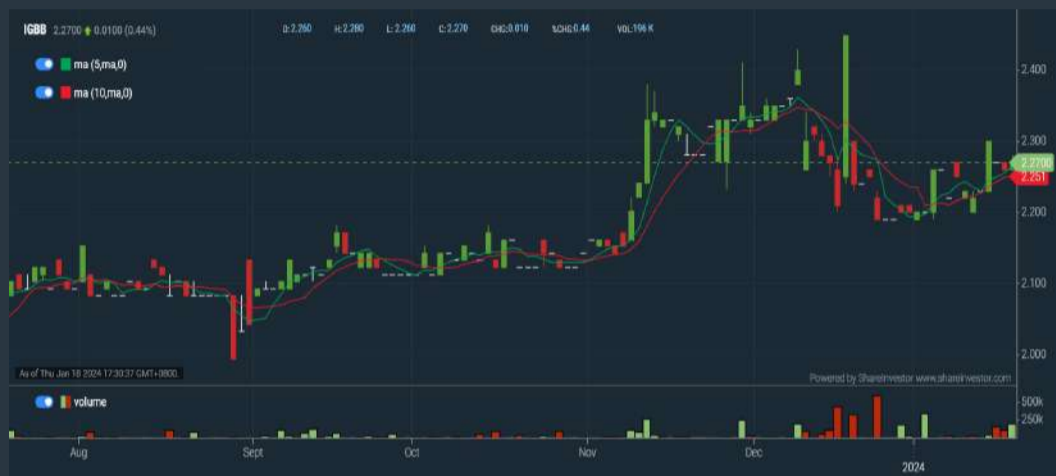 IGBB 2.2700 0.0100 (0.44%) O:2.260 H:2.280 L:2.260 C:2.270 CHG:0.010 %CHG:0.44 VOL:196 K
ma (5,ma,0)
ma (10,ma,0)
2.400
2.300
2.2700
2.251
2.200
2.100
2.000
As of Thu Jan 18 2024 17:30:37 GMT+0800.
Powered by ShareInvestor www.shareinvestor.com
volume
500k
250k
Aug Sept Oct Nov Dec 2024